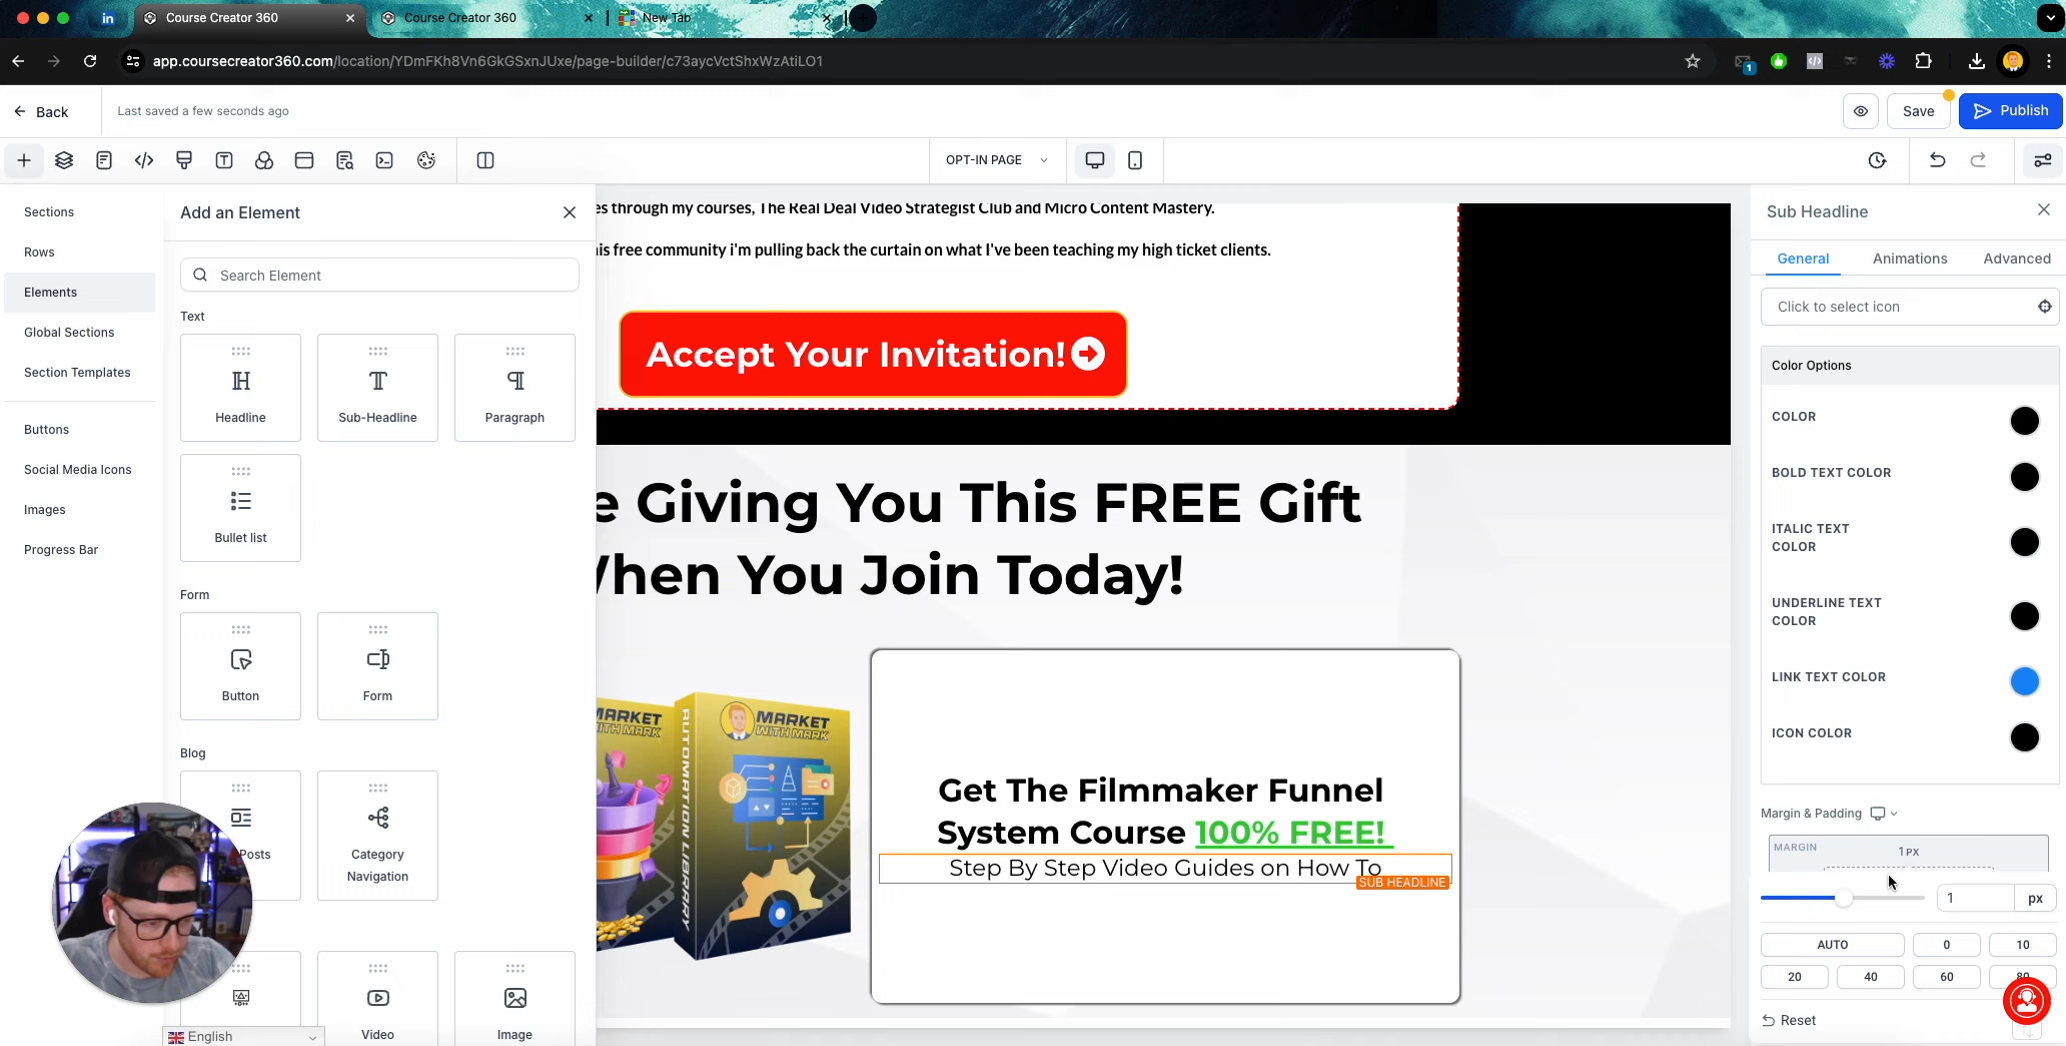 Course Creator 360
Course Creator 360
New Tab
app.coursecreator360.com/location/YDmFKh8Vn6GkGSxnJUxe/page-builder/c73aycVctShxWzAtiLO1
1
Back
Last saved a few seconds ago
Save
Publish
OPT-IN PAGE
Sections
Rows
Elements
Global Sections
Section Templates
Buttons
Social Media Icons
Images
Progress Bar
Add an Element
Search Element
Text
Headline
Sub-Headline
Paragraph
Bullet list
Form
Button
Form
Blog
Posts
Category
Navigation
Video
Image
English
es through my courses, The Real Deal Video Strategist Club and Micro Content Mastery.
his free community i'm pulling back the curtain on what I've been teaching my high ticket clients.
Accept Your Invitation!
e Giving You This FREE Gift
When You Join Today!
MARKET
WITH MARK
MARKET
WITH MARK
AUTOMATION LIBRARY
Get The Filmmaker Funnel
System Course 100% FREE!
Step By Step Video Guides on How To
SUB HEADLINE
Sub Headline
General
Animations
Advanced
Click to select icon
Color Options
COLOR
BOLD TEXT COLOR
ITALIC TEXT
COLOR
UNDERLINE TEXT
COLOR
LINK TEXT COLOR
ICON COLOR
Margin & Padding
MARGIN
1 PX
1
px
AUTO
0
10
20
40
60
80
Reset